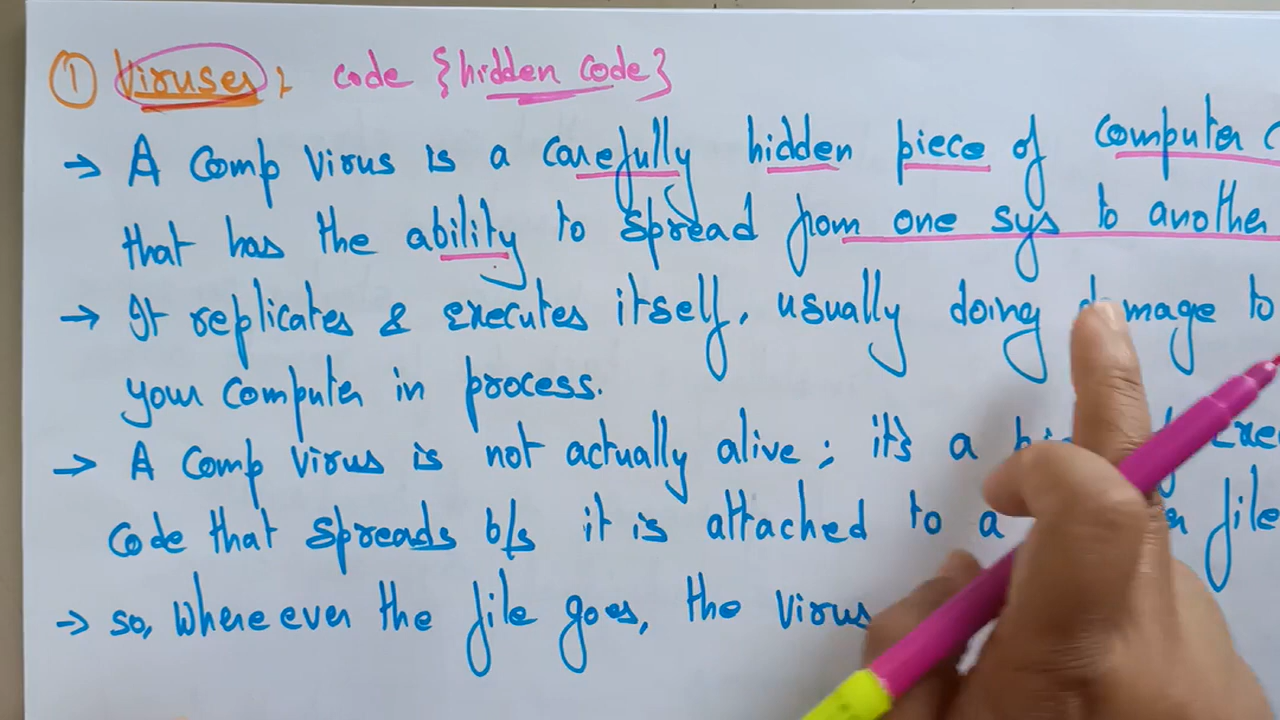 ① Viruses: code {hidden code}
→ A Comp Virus is a carefully hidden piece of computer
that has the ability to spread from one sys to another
→ It replicates & executes itself, usually doing damage to
your computer in process.
→ A Comp Virus is not actually alive; it's a
code that spreads b/s it is attached to a file
→ so, where ever the file goes, the virus